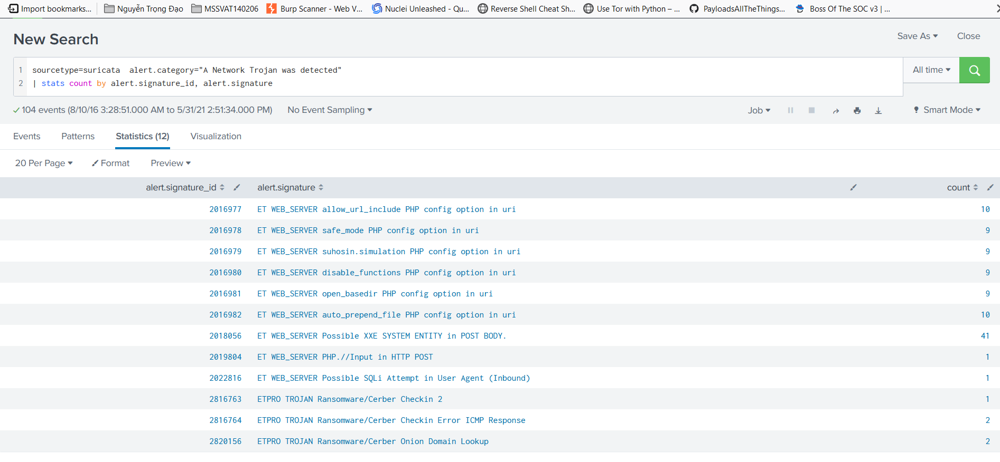 Import bookmarks... Nguyễn Trọng Đạo MSSVAT140206 Burp Scanner - Web V... Nuclei Unleashed - Qu... Reverse Shell Cheat Sh... Use Tor with Python – ... PayloadsAllTheThings... Boss Of The SOC v3 | ...
New Search Save As Close
1 sourcetype=suricata  alert.category="A Network Trojan was detected" All time
2 | stats count by alert.signature_id, alert.signature
104 events (8/10/16 3:28:51.000 AM to 5/31/21 2:51:34.000 PM) No Event Sampling Job Smart Mode
Events Patterns Statistics (12) Visualization
20 Per Page Format Preview
alert.signature_id alert.signature count
2016977 ET WEB_SERVER allow_url_include PHP config option in uri 10
2016978 ET WEB_SERVER safe_mode PHP config option in uri 9
2016979 ET WEB_SERVER suhosin.simulation PHP config option in uri 9
2016980 ET WEB_SERVER disable_functions PHP config option in uri 9
2016981 ET WEB_SERVER open_basedir PHP config option in uri 9
2016982 ET WEB_SERVER auto_prepend_file PHP config option in uri 10
2018056 ET WEB_SERVER Possible XXE SYSTEM ENTITY in POST BODY. 41
2019804 ET WEB_SERVER PHP.//Input in HTTP POST 1
2022816 ET WEB_SERVER Possible SQLi Attempt in User Agent (Inbound) 1
2816763 ETPRO TROJAN Ransomware/Cerber Checkin 2 1
2816764 ETPRO TROJAN Ransomware/Cerber Checkin Error ICMP Response 2
2820156 ETPRO TROJAN Ransomware/Cerber Onion Domain Lookup 2